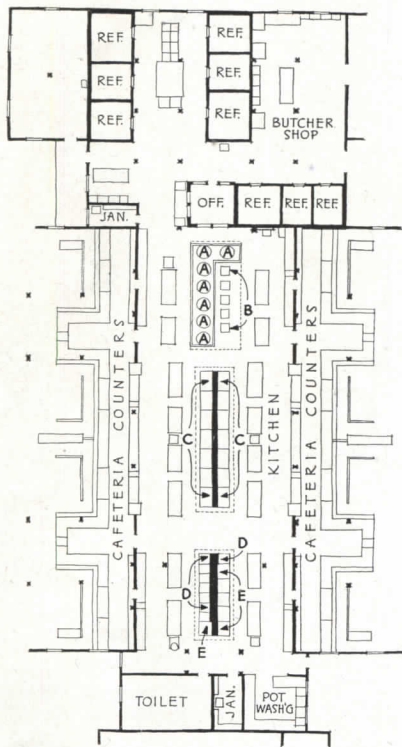 REF.
REF.
REF.
REF.
REF.
REF.
BUTCHER
SHOP
JAN.
OFF.
REF.
REF.
REF.
A
A
A
A
A
A
A
B
CAFETERIA COUNTERS
C
C
KITCHEN
CAFETERIA COUNTERS
D
D
E
E
TOILET
JAN.
POT
WASH'G